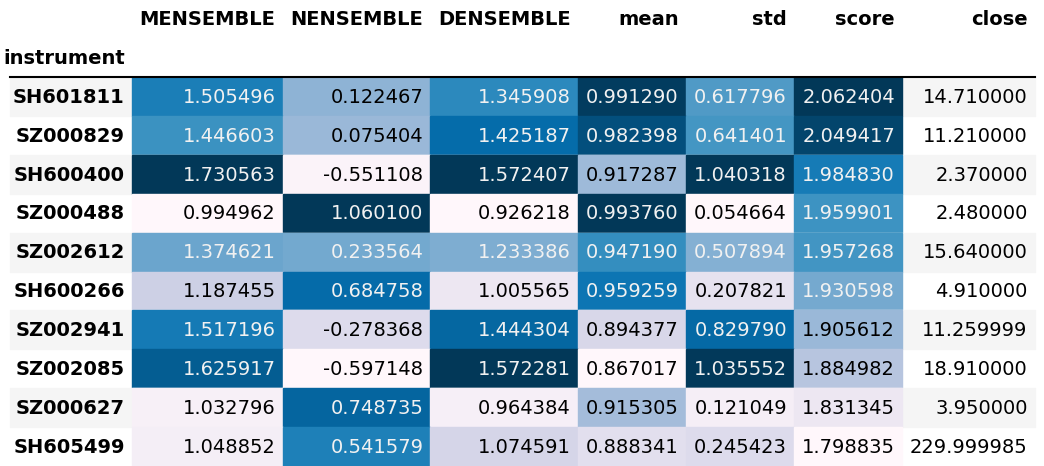 MENSEMBLE NENSEMBLE DENSEMBLE mean std score close
instrument
SH601811 1.505496 0.122467 1.345908 0.991290 0.617796 2.062404 14.710000
SZ000829 1.446603 0.075404 1.425187 0.982398 0.641401 2.049417 11.210000
SH600400 1.730563 -0.551108 1.572407 0.917287 1.040318 1.984830 2.370000
SZ000488 0.994962 1.060100 0.926218 0.993760 0.054664 1.959901 2.480000
SZ002612 1.374621 0.233564 1.233386 0.947190 0.507894 1.957268 15.640000
SH600266 1.187455 0.684758 1.005565 0.959259 0.207821 1.930598 4.910000
SZ002941 1.517196 -0.278368 1.444304 0.894377 0.829790 1.905612 11.259999
SZ002085 1.625917 -0.597148 1.572281 0.867017 1.035552 1.884982 18.910000
SZ000627 1.032796 0.748735 0.964384 0.915305 0.121049 1.831345 3.950000
SH605499 1.048852 0.541579 1.074591 0.888341 0.245423 1.798835 229.999985